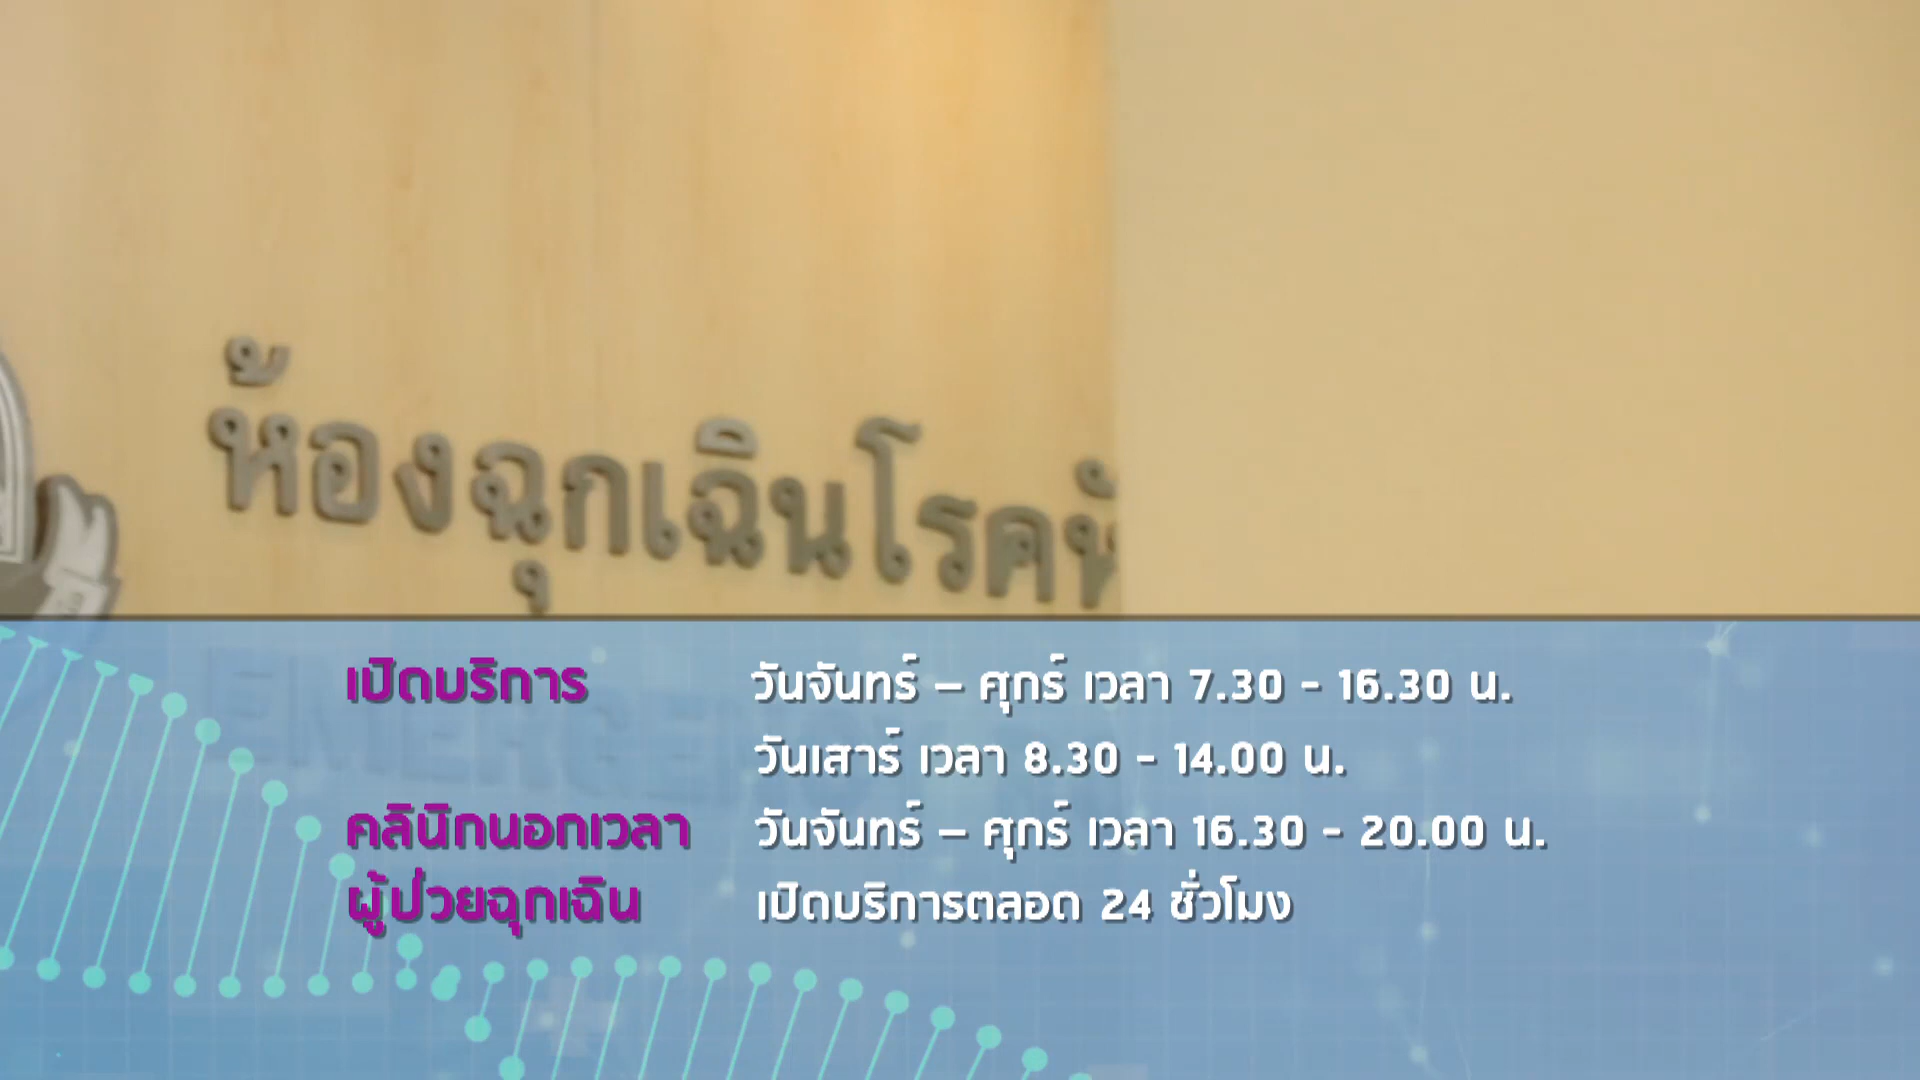 ห้องฉุกเฉินโรค
เปิดบริการ วันจันทร์ – ศุกร์ เวลา 7.30 - 16.30 น.
วันเสาร์ เวลา 8.30 - 14.00 น.
คลินิกนอกเวลา วันจันทร์ – ศุกร์ เวลา 16.30 - 20.00 น.
ผู้ป่วยฉุกเฉิน เปิดบริการตลอด 24 ชั่วโมง